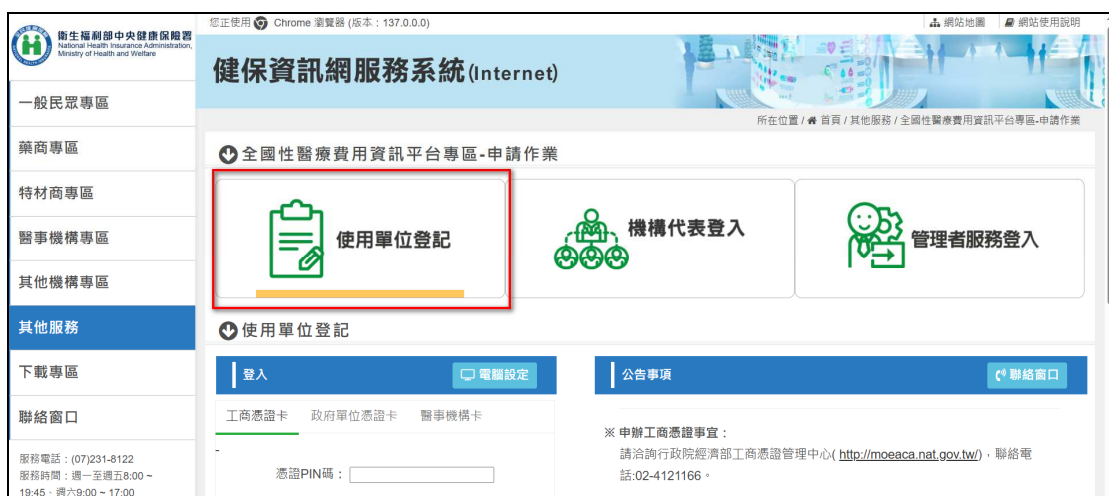 衛生福利部中央健康保險署
National Health Insurance Administration,
Ministry of Health and Welfare
一般民眾專區
藥商專區
特材商專區
醫事機構專區
其他機構專區
其他服務
下載專區
聯絡窗口
服務電話：(07)231-8122
服務時間：週一至週五8:00 ~
19:45、週六9:00 ~ 17:00
您正使用 Chrome 瀏覽器 (版本：137.0.0.0)
網站地圖 網站使用說明
健保資訊網服務系統(Internet)
所在位置 / 首頁 / 其他服務 / 全國性醫療費用資訊平台專區-申請作業
全國性醫療費用資訊平台專區-申請作業
使用單位登記
機構代表登入
管理者服務登入
使用單位登記
登入 電腦設定
工商憑證卡 政府單位憑證卡 醫事機構卡
-
憑證PIN碼：
公告事項 聯絡窗口
※ 申辦工商憑證事宜：
請洽詢行政院經濟部工商憑證管理中心( http://moeaca.nat.gov.tw/)，聯絡電
話:02-4121166。